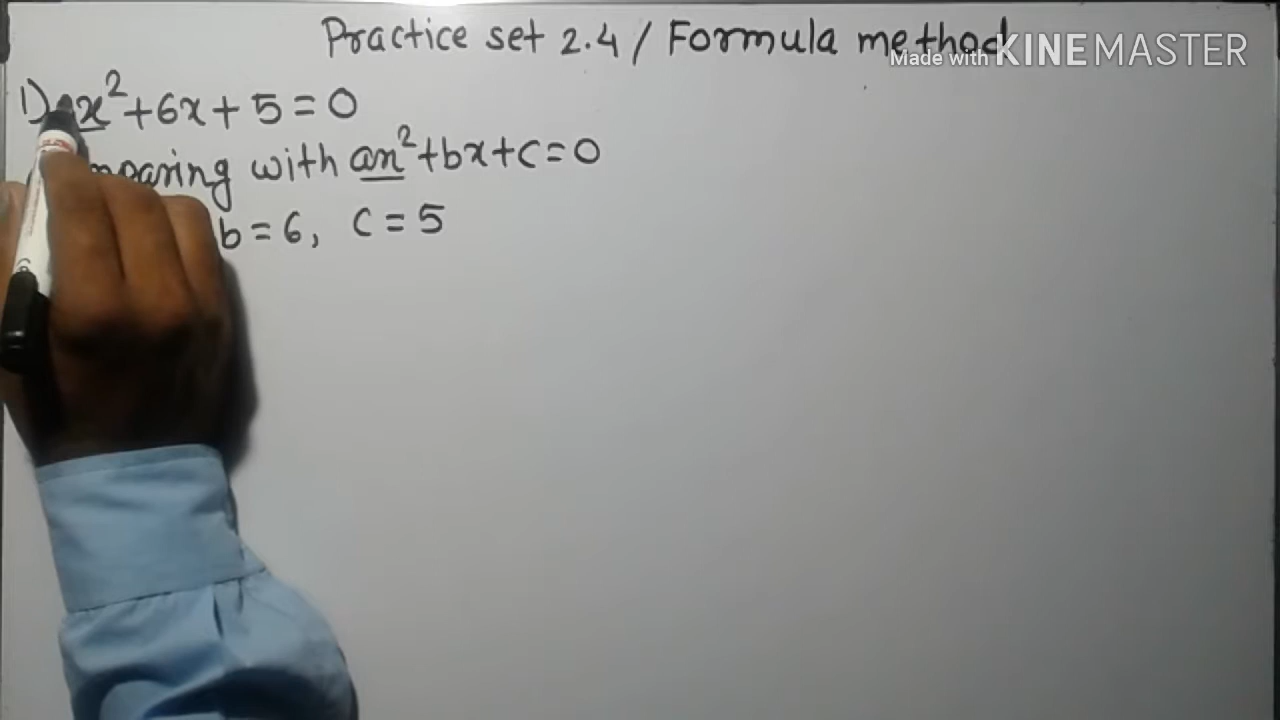 Practice set 2.4 / Formula method
Made with KINEMASTER
1) x² + 6x + 5 = 0
with ax² + bx + c = 0
b = 6, c = 5